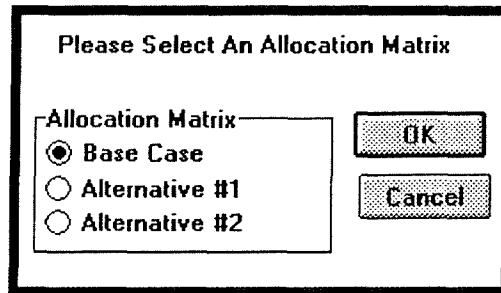 Please Select An Allocation Matrix
Allocation Matrix
Base Case
Alternative #1
Alternative #2
OK
Cancel